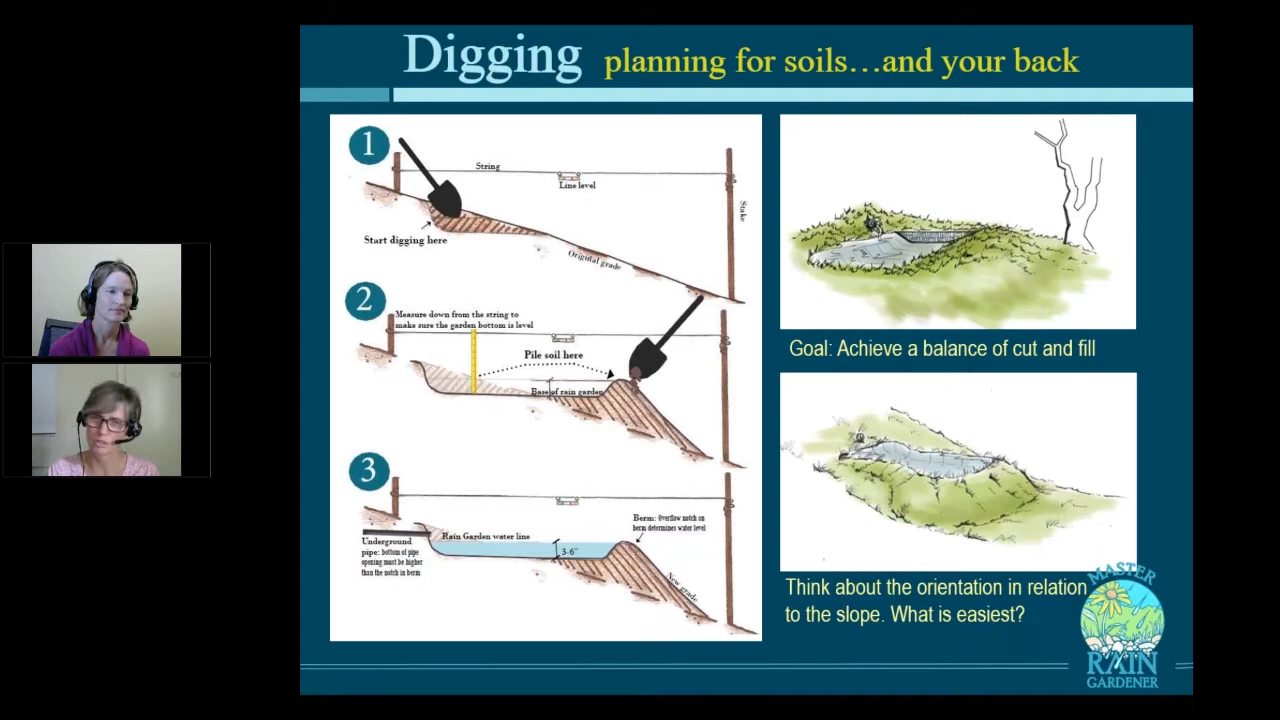 Digging planning for soils…and your back
1
String
Line level
Stake
Start digging here
Original grade
2
Measure down from the string to
make sure the garden bottom is level
Pile soil here
Base of rain garden
3
Berm: Overflow notch on
berm determines water level
Rain Garden water line
Underground
pipe: bottom of pipe
opening must be higher
than the notch in berm
3-6"
New grade
Goal: Achieve a balance of cut and fill
Think about the orientation in relation
to the slope. What is easiest?
MASTER
RAIN
GARDENER